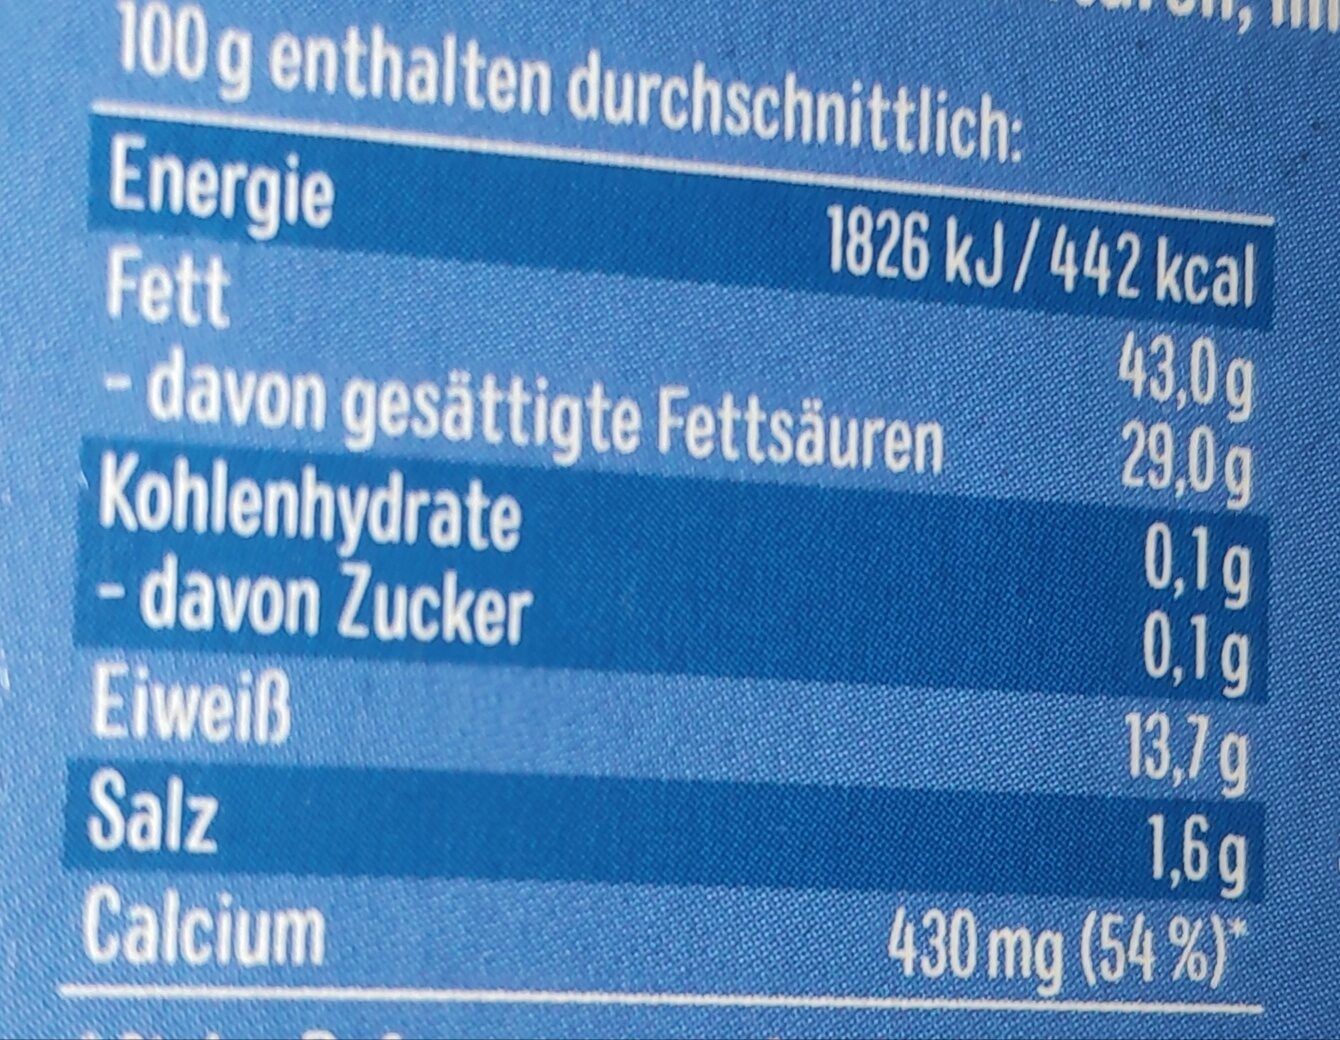 100 g enthalten durchschnittlich:
Energie 1826 kJ / 442 kcal
Fett 43,0 g
- davon gesättigte Fettsäuren 29,0 g
Kohlenhydrate 0,1 g
- davon Zucker 0,1 g
Eiweiß 13,7 g
Salz 1,6 g
Calcium 430 mg (54 %)*